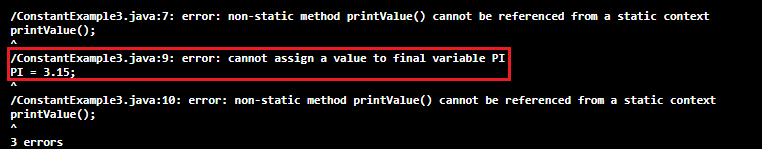 /ConstantExample3.java:7: error: non-static method printValue() cannot be referenced from a static context
printValue();
^
/ConstantExample3.java:9: error: cannot assign a value to final variable PI
PI = 3.15;
^
/ConstantExample3.java:10: error: non-static method printValue() cannot be referenced from a static context
printValue();
^
3 errors